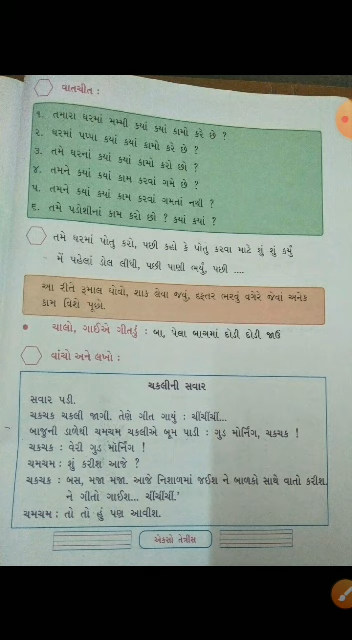 વાતચીત :
૧. તમારા ઘરમાં મમ્મી ક્યાં ક્યાં કામો કરે છે ?
૨. ઘરમાં પપ્પા ક્યાં ક્યાં કામો કરે છે ?
૩. તમે ઘરનાં ક્યાં ક્યાં કામો કરો છો ?
૪. તમને ક્યાં ક્યાં કામ કરવાં ગમે છે ?
૫. તમને ક્યાં ક્યાં કામ કરવાં ગમતાં નથી ?
૬. તમે પડોશીનાં કામ કરો છો ? ક્યાં ક્યાં ?
તમે ઘરમાં પોતુ કરો, પછી કહો કે પોતુ કરવા માટે શું શું કર્યું
મેં પહેલાં ડોલ લીધી, પછી પાણી ભર્યું, પછી ....
આ રીતે રૂમાલ ધોવો, શાક લેવા જવું, દફ્તર ભરવું વગેરે જેવાં અનેક
કામ વિશે પૂછો.
• ચાલો, ગાઈએ ગીતડું : બા, પેલા બાગમાં દોડી દોડી જાઉં
વાંચો અને લખો :
ચકલીની સવાર
સવાર પડી.
ચકચક ચકલી જાગી. તેણે ગીત ગાયું : ચીંચીંચીં...
બાજુની ડાળેથી ચમચમ ચકલીએ બૂમ પાડી : ગુડ મોર્નિંગ, ચકચક !
ચકચક : વેરી ગુડ મોર્નિંગ !
ચમચમ : શું કરીશ આજે ?
ચકચક : બસ, મજા મજા. આજે નિશાળમાં જઈશ ને બાળકો સાથે વાતો કરીશ.
ને ગીતો ગાઈશ... ચીંચીંચીં.'
ચમચમ : તો તો હું પણ આવીશ.
એકસો તેત્રીસ